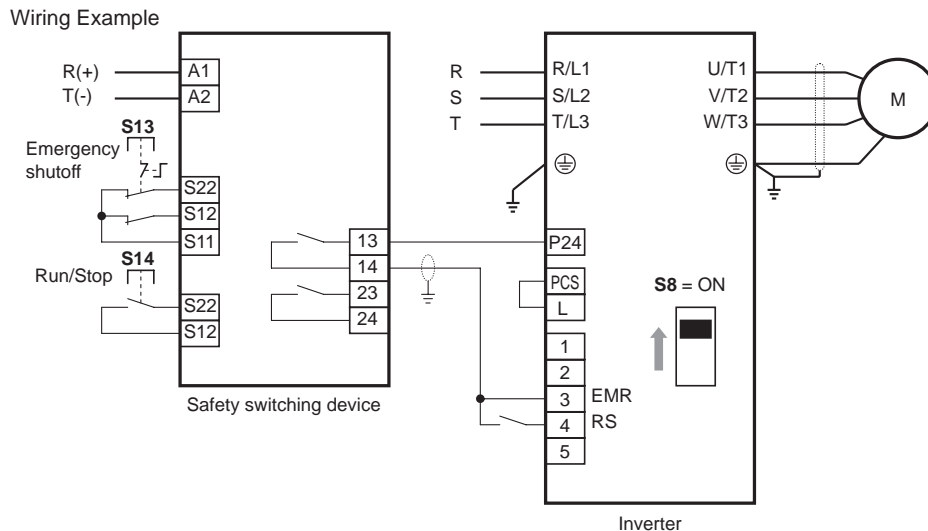 Wiring Example
R(+)
T(-)
A1
A2
S13
Emergency
shutoff
S22
S12
S11
S14
Run/Stop
S22
S12
13
14
23
24
Safety switching device
R
S
T
R/L1
S/L2
T/L3
U/T1
V/T2
W/T3
M
P24
PCS
L
S8 = ON
1
2
3
EMR
4
RS
5
Inverter